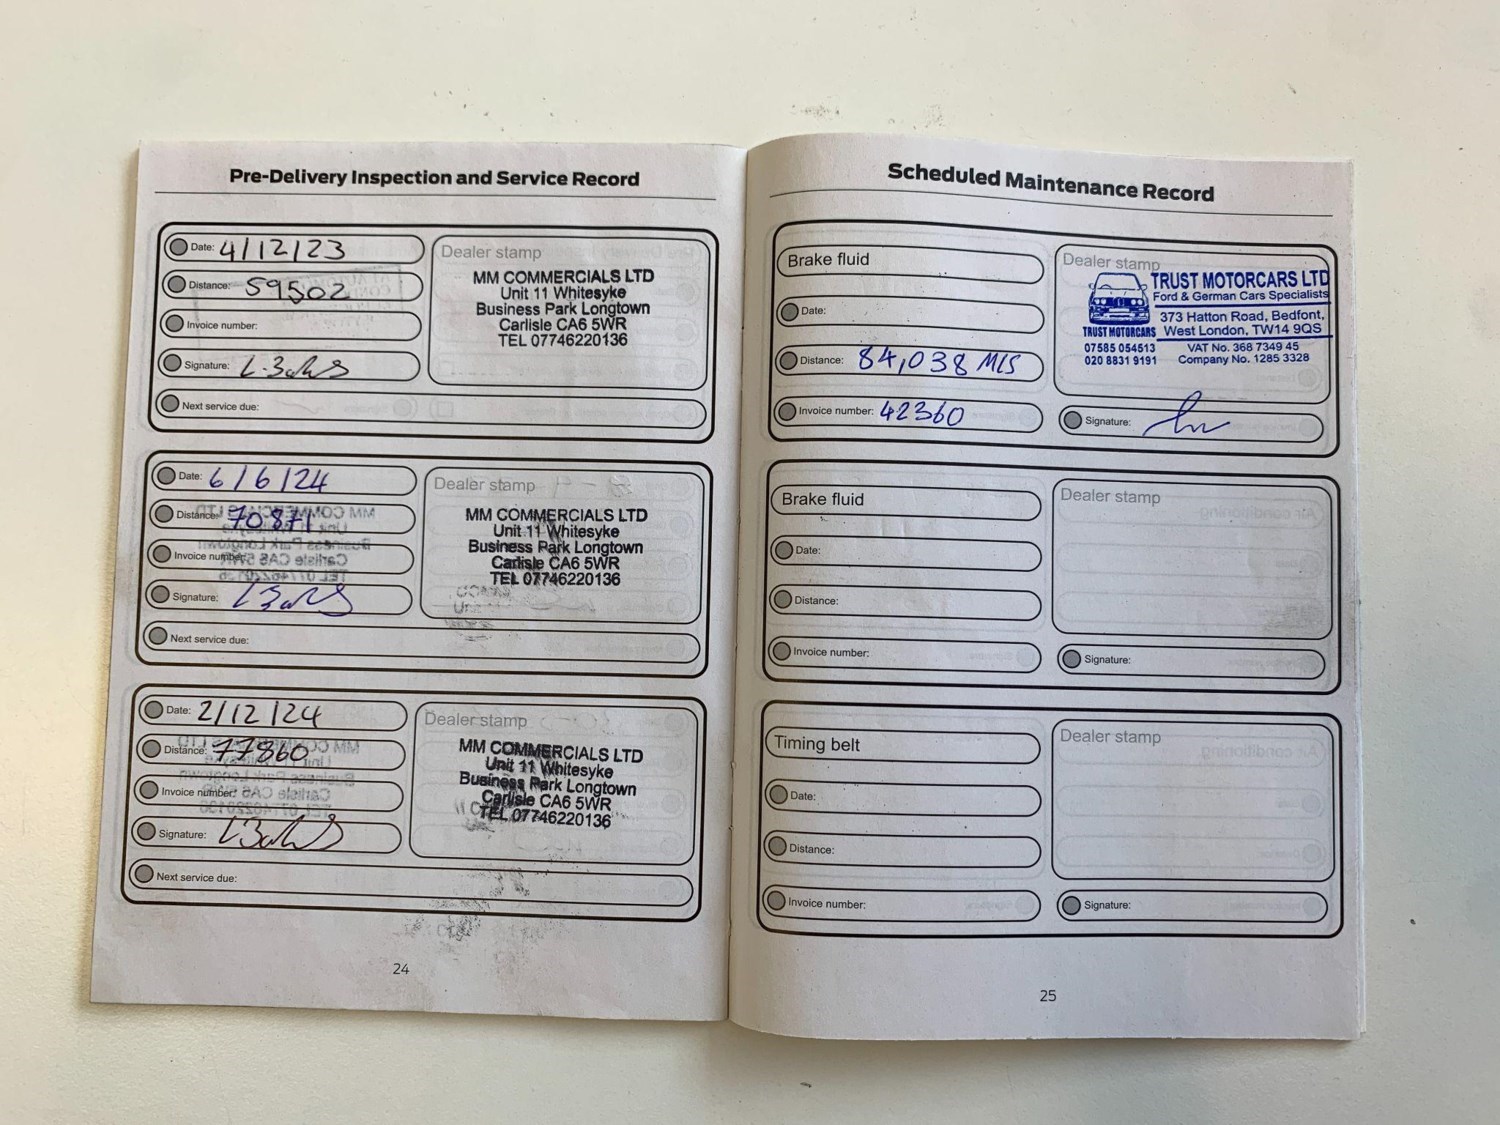 Pre-Delivery Inspection and Service Record
Date: 4/12/23
Distance: 59502
Invoice number:
Signature:
Next service due:
Dealer stamp
MM COMMERCIALS LTD
Unit 11 Whitesyke
Business Park Longtown
Carlisle CA6 5WR
TEL 07746220136
Date: 6/6/24
Distance: 70871
Invoice number:
Signature:
Next service due:
Dealer stamp
MM COMMERCIALS LTD
Unit 11 Whitesyke
Business Park Longtown
Carlisle CA6 5WR
TEL 07746220136
Date: 2/12/24
Distance: 77860
Invoice number:
Signature:
Next service due:
Dealer stamp
MM COMMERCIALS LTD
Unit 11 Whitesyke
Business Park Longtown
Carlisle CA6 5WR
TEL 07746220136
24
Scheduled Maintenance Record
Brake fluid
Date:
Distance: 84,038 MLS
Invoice number: 42360
Dealer stamp
TRUST MOTORCARS LTD
Ford & German Cars Specialists
373 Hatton Road, Bedfont,
West London, TW14 9QS
TRUST MOTORCARS
07585 054513
020 8831 9191
VAT No. 368 7349 45
Company No. 1285 3328
Signature:
Brake fluid
Date:
Distance:
Invoice number:
Dealer stamp
Signature:
Timing belt
Date:
Distance:
Invoice number:
Dealer stamp
Signature:
25